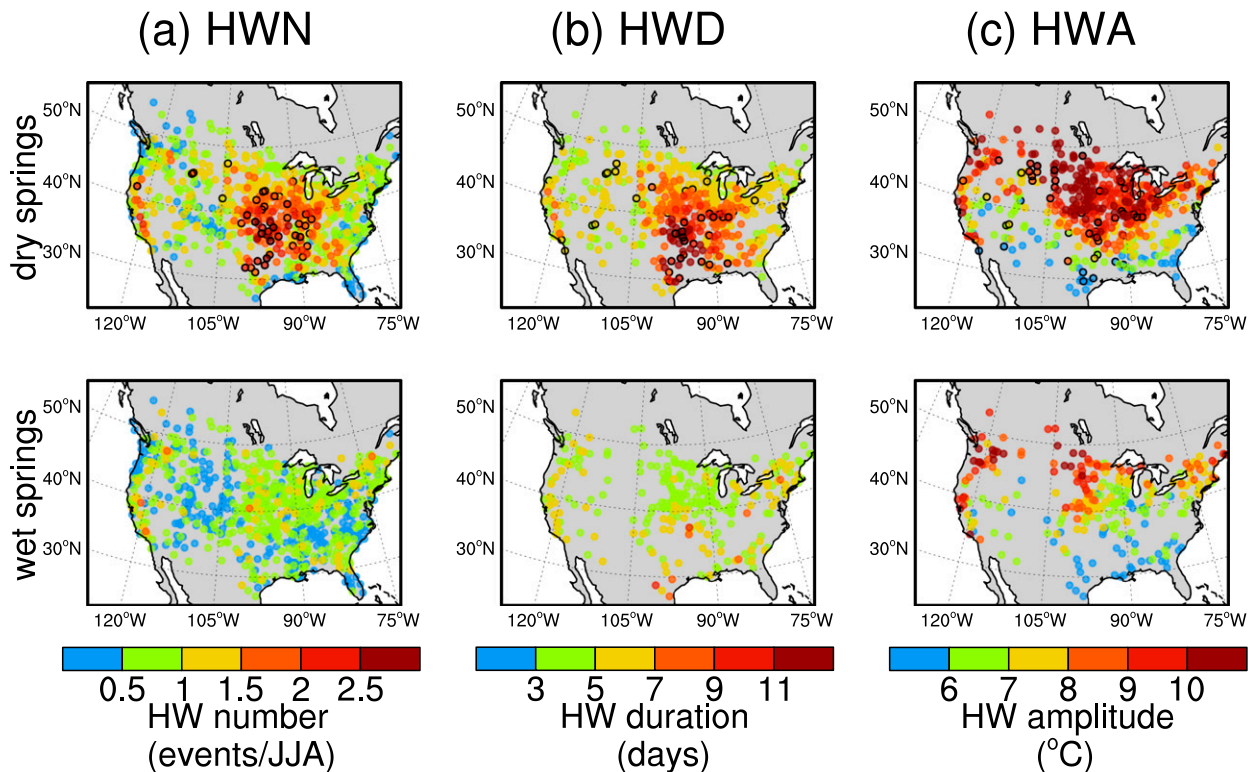 (a) HWN
(b) HWD
(c) HWA
dry springs
50°N
40°N
30°N
120°W 105°W 90°W 75°W
50°N
40°N
30°N
120°W 105°W 90°W 75°W
50°N
40°N
30°N
120°W 105°W 90°W 75°W
wet springs
50°N
40°N
30°N
120°W 105°W 90°W 75°W
50°N
40°N
30°N
120°W 105°W 90°W 75°W
50°N
40°N
30°N
120°W 105°W 90°W 75°W
0.5 1 1.5 2 2.5
HW number
(events/JJA)
3 5 7 9 11
HW duration
(days)
6 7 8 9 10
HW amplitude
(°C)